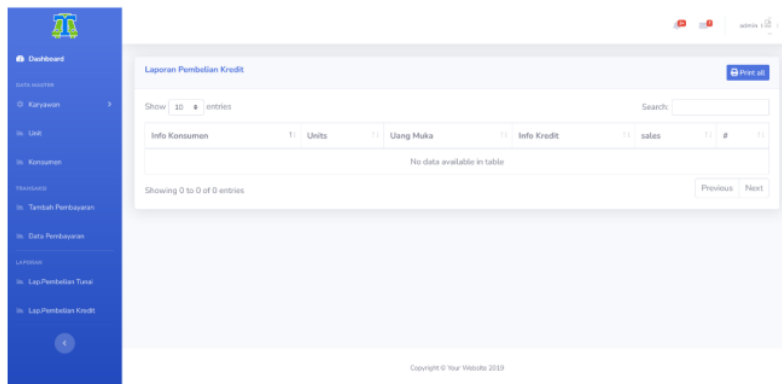 admin
Dashboard
DATA MASTER
Karyawan
Unit
Konsumen
TRANSAKSI
Tambah Pembayaran
Data Pembayaran
LAPORAN
Lap.Pembelian Tunai
Lap.Pembelian Kredit
Laporan Pembelian Kredit
Print all
Show 10 entries
Search:
Info Konsumen Units Uang Muka Info Kredit sales #
No data available in table
Showing 0 to 0 of 0 entries
Previous Next
Copyright © Your Website 2019